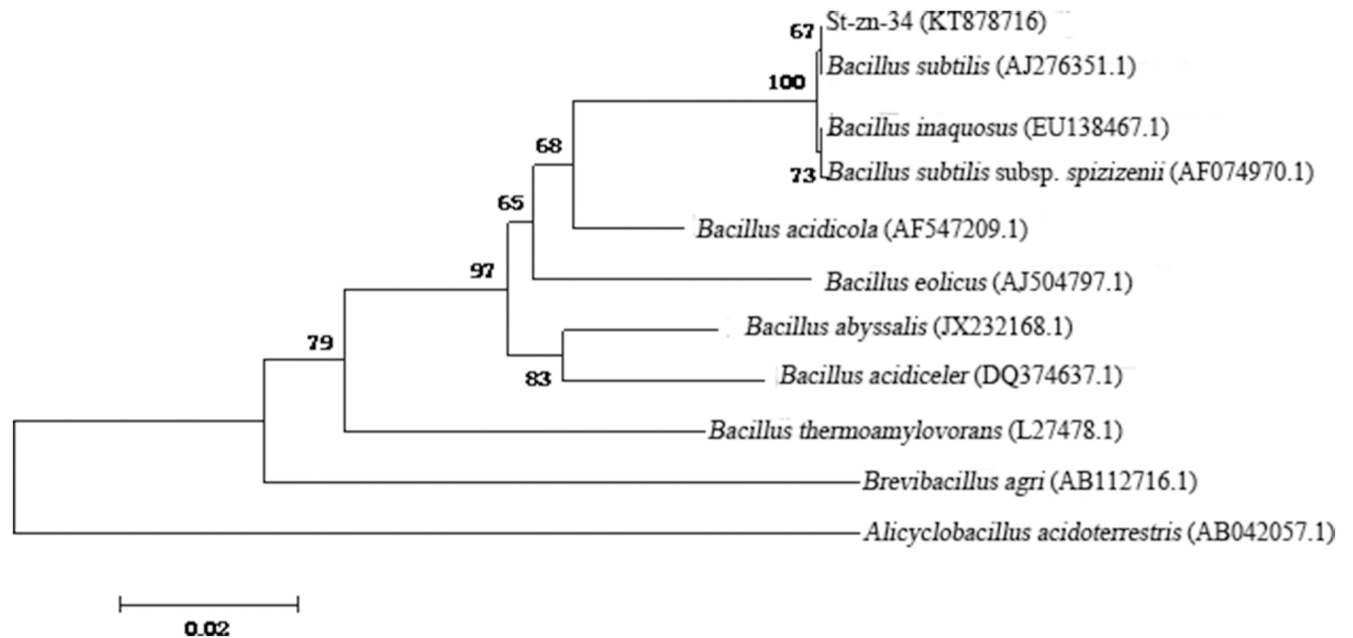 St-zn-34 (KT878716)
67
Bacillus subtilis (AJ276351.1)
100
Bacillus inaquosus (EU138467.1)
68
73
Bacillus subtilis subsp. spizizenii (AF074970.1)
65
Bacillus acidicola (AF547209.1)
97
Bacillus eolicus (AJ504797.1)
Bacillus abyssalis (JX232168.1)
79
83
Bacillus acidiceler (DQ374637.1)
Bacillus thermoamylovorans (L27478.1)
Brevibacillus agri (AB112716.1)
Alicyclobacillus acidoterrestris (AB042057.1)
0.02